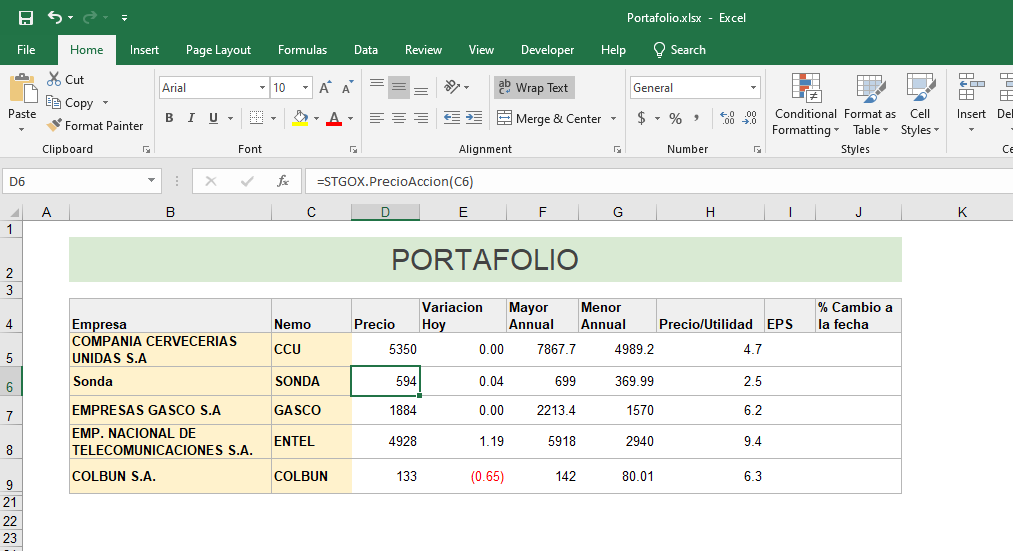 Portafolio.xlsx - Excel
File Home Insert Page Layout Formulas Data Review View Developer Help Search
Cut
Copy
Format Painter
Paste
Arial 10
B I U
Wrap Text
Merge & Center
General
$ % ,
Conditional Formatting
Format as Table
Cell Styles
Insert
Clipboard Font Alignment Number Styles
D6 fx =STGOX.PrecioAccion(C6)
A B C D E F G H I J K
1
2 PORTAFOLIO
3
4 Empresa Nemo Precio Variacion Hoy Mayor Annual Menor Annual Precio/Utilidad EPS % Cambio a la fecha
5 COMPANIA CERVECERIAS UNIDAS S.A CCU 5350 0.00 7867.7 4989.2 4.7
6 Sonda SONDA 594 0.04 699 369.99 2.5
7 EMPRESAS GASCO S.A GASCO 1884 0.00 2213.4 1570 6.2
8 EMP. NACIONAL DE TELECOMUNICACIONES S.A. ENTEL 4928 1.19 5918 2940 9.4
9 COLBUN S.A. COLBUN 133 (0.65) 142 80.01 6.3
21
22
23